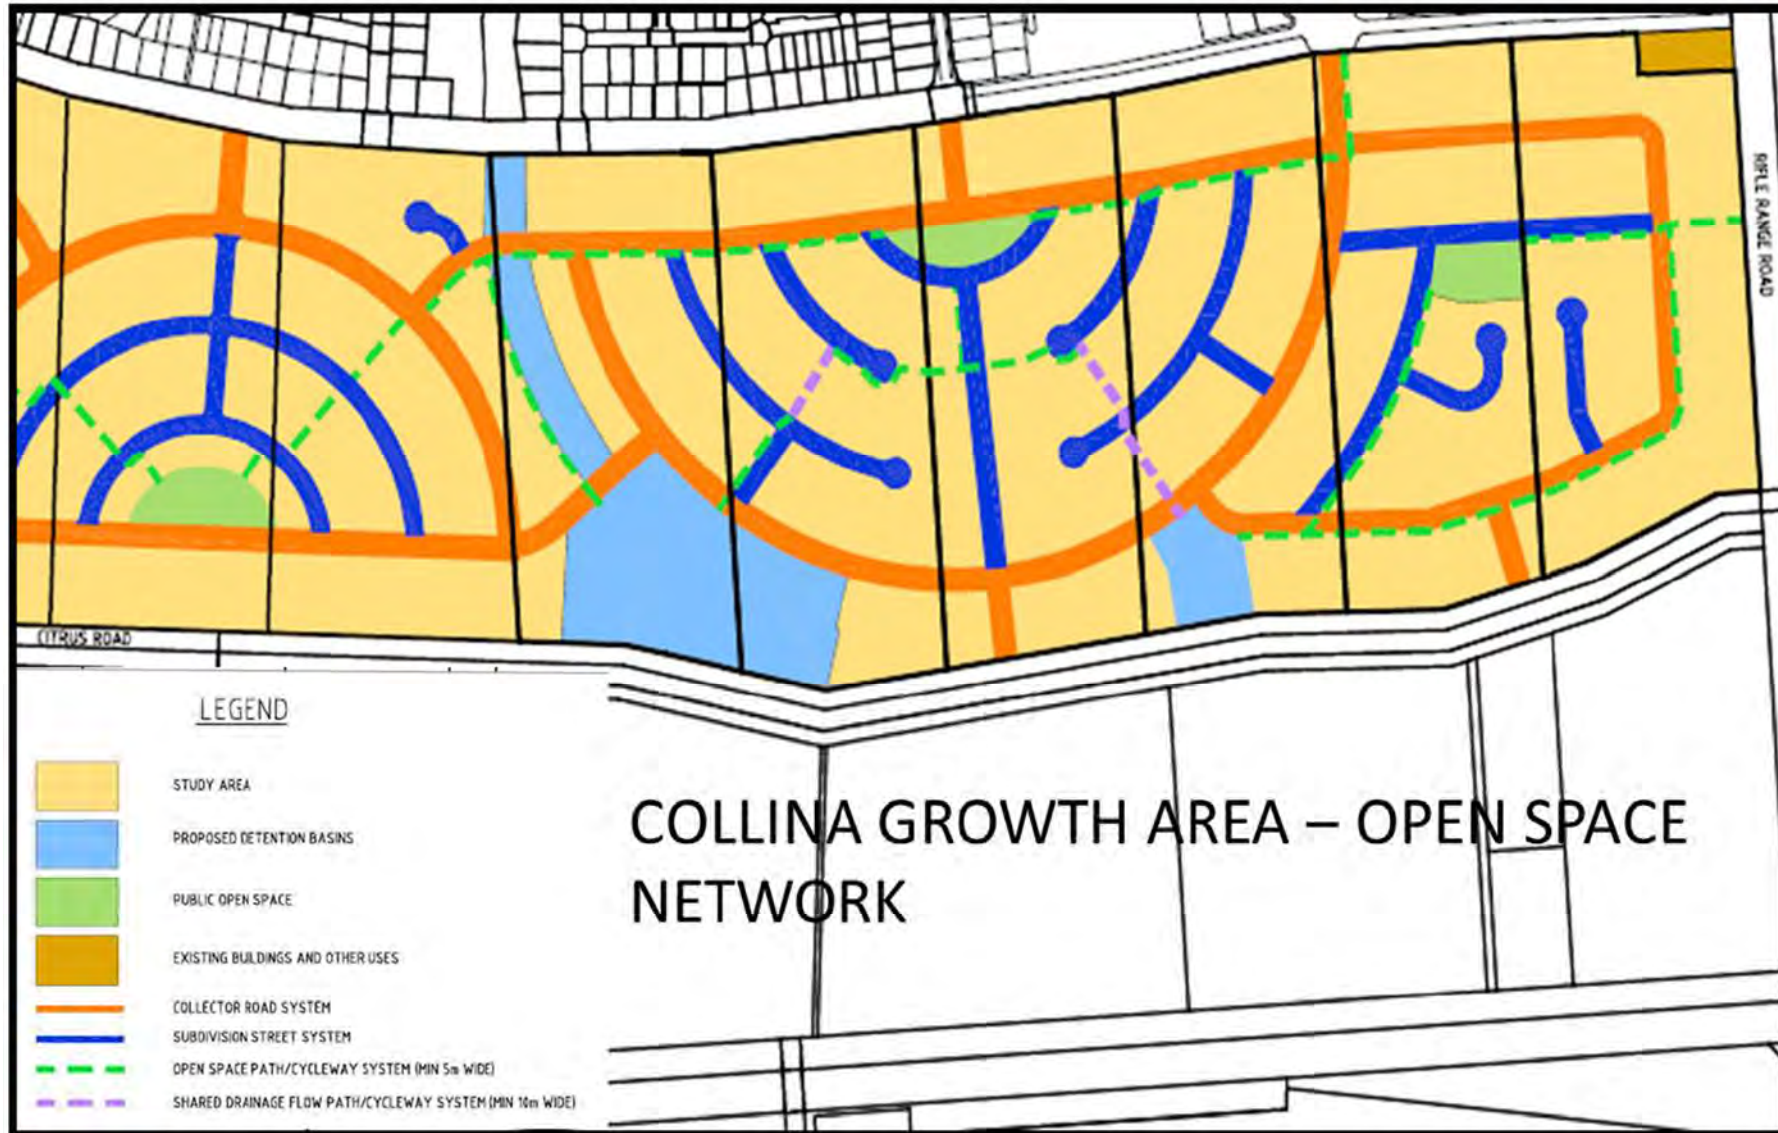 RIFLE RANGE ROAD
CITRUS ROAD
LEGEND
STUDY AREA
PROPOSED DETENTION BASINS
PUBLIC OPEN SPACE
EXISTING BUILDINGS AND OTHER USES
COLLECTOR ROAD SYSTEM
SUBDIVISION STREET SYSTEM
OPEN SPACE PATH/CYCLEWAY SYSTEM (MIN 5m WIDE)
SHARED DRAINAGE FLOW PATH/CYCLEWAY SYSTEM (MIN 10m WIDE)
COLLINA GROWTH AREA – OPEN SPACE
NETWORK